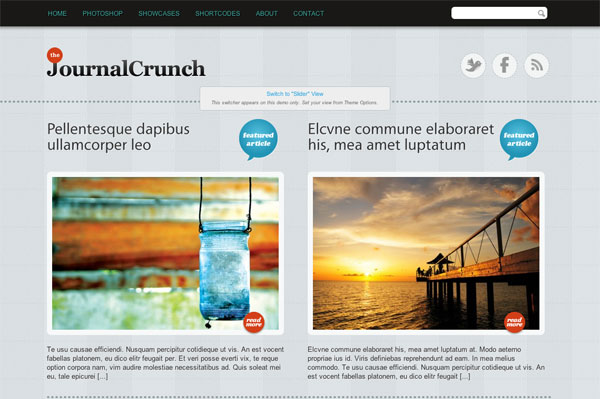 HOME PHOTOSHOP SHOWCASES SHORTCODES ABOUT CONTACT
the
JournalCrunch
Switch to "Slider" View
This switcher appears on this demo only. Set your view from Theme Options.
Pellentesque dapibus
ullamcorper leo
featured
article
Elcvne commune elaboraret
his, mea amet luptatum
featured
article
read
more
read
more
Te usu causae efficiendi. Nusquam percipitur cotidieque ut vis. An est vocent
fabellas platonem, eu dico elitr feugait per. Et veri posse everti vix, te reque
option corpora nam, vim audire molestiae necessitatibus ad. Quis soleat mei
eu, tale epicurei [...]
Elcvne commune elaboraret his, mea amet luptatum at. Modo aeterno
propriae ius id. Viris definiebas reprehendunt ad eam. In mea melius
commodo. Te usu causae efficiendi. Nusquam percipitur cotidieque ut vis. An
est vocent fabellas platonem, eu dico elitr feugait [...]